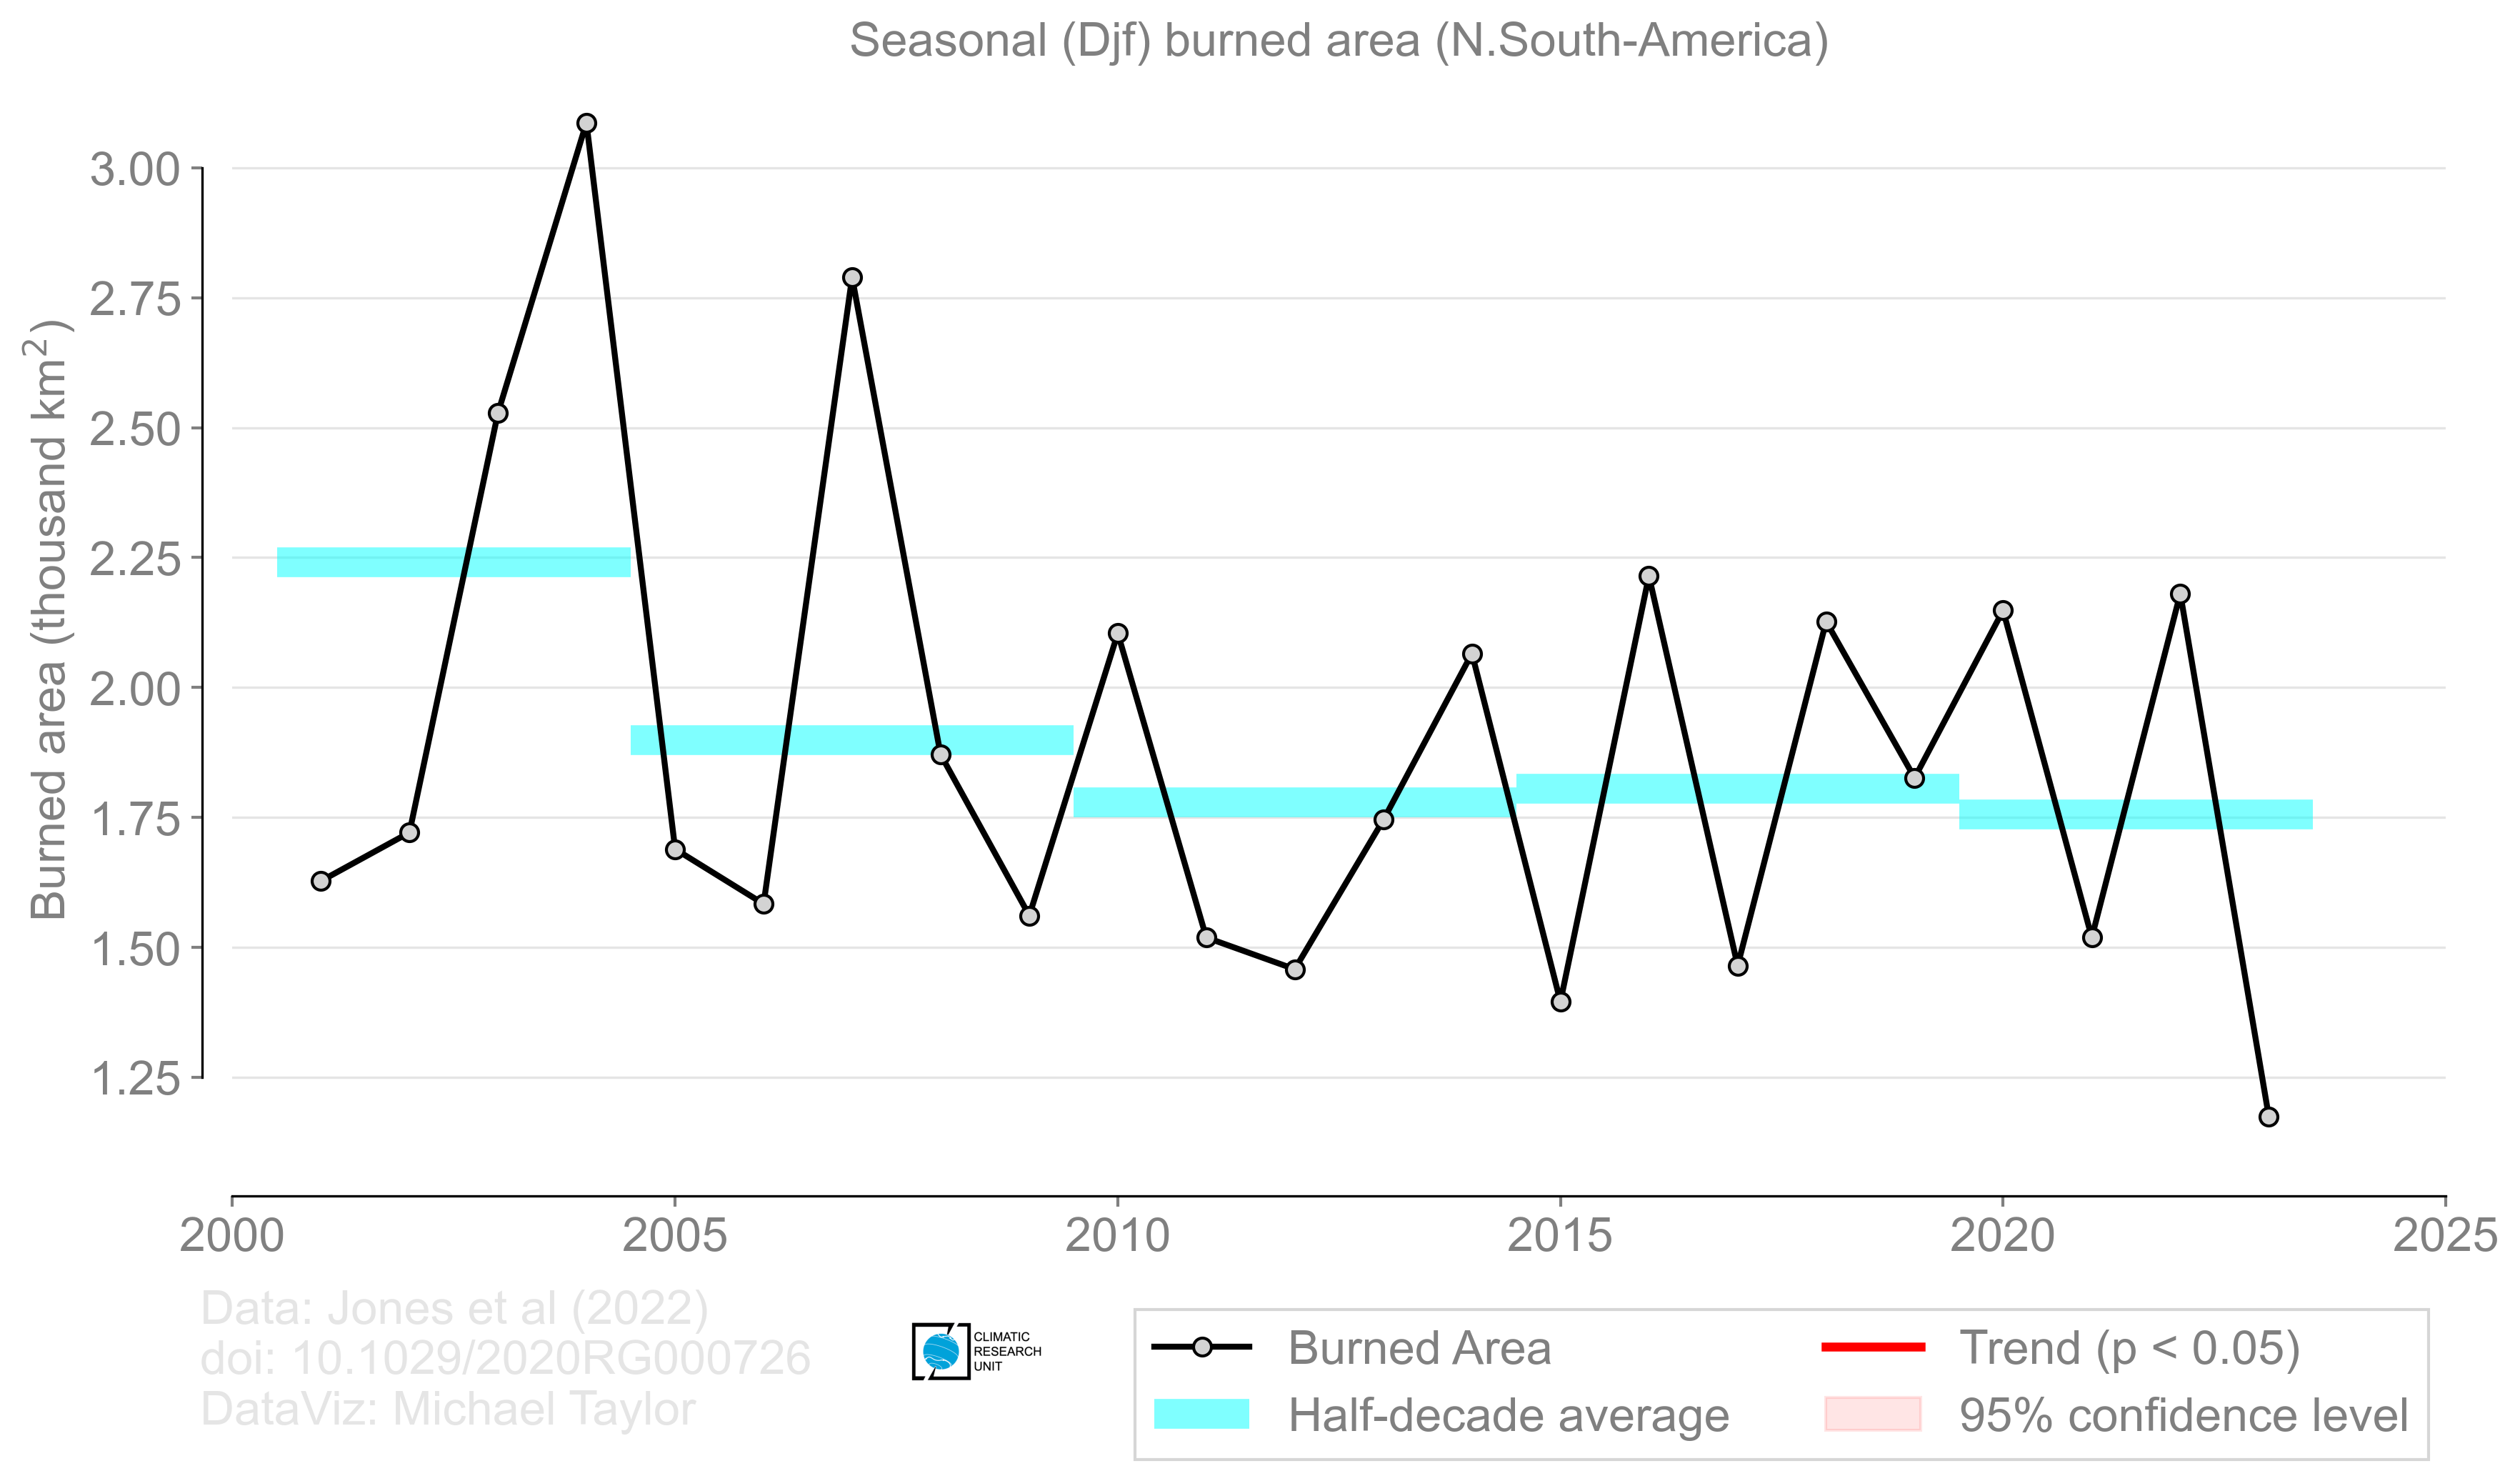 Seasonal (Djf) burned area (N.South-America)
Burned area (thousand km²)
3.00
2.75
2.50
2.25
2.00
1.75
1.50
1.25
2000 2005 2010 2015 2020 2025
Data: Jones et al (2022)
doi: 10.1029/2020RG000726
DataViz: Michael Taylor
CLIMATIC
RESEARCH
UNIT
Burned Area
Half-decade average
Trend (p < 0.05)
95% confidence level